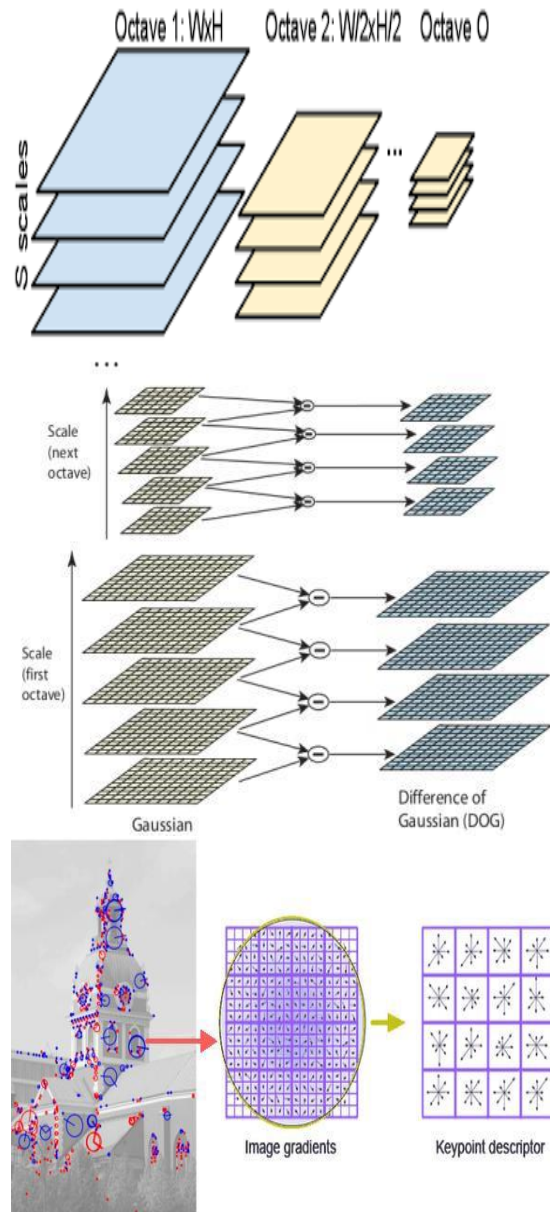 Octave 1: WxH Octave 2: W/2xH/2 Octave O
S scales
...
...
Scale
(next
octave)
Scale
(first
octave)
Gaussian
Difference of
Gaussian (DOG)
Image gradients
Keypoint descriptor